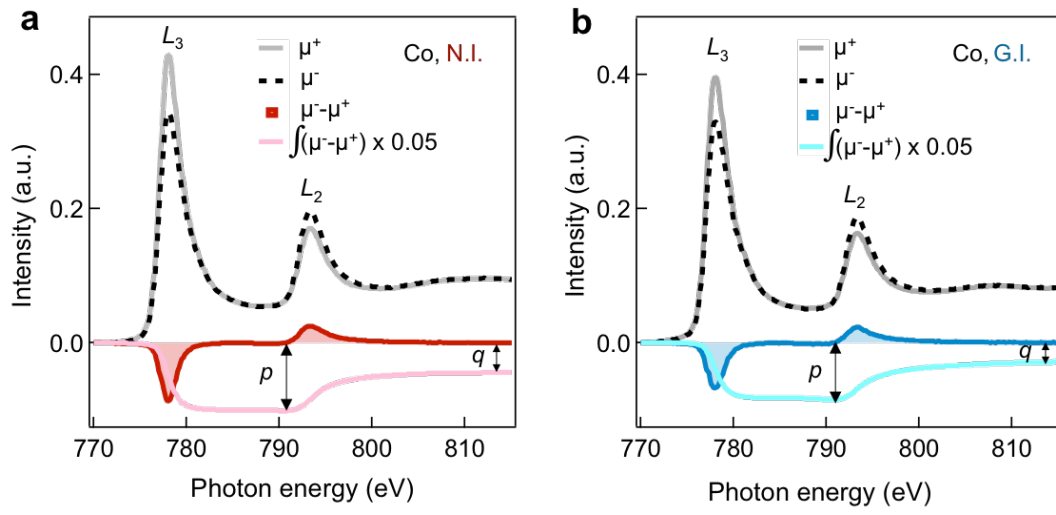 a
L3
μ+
μ-
μ--μ+
∫(μ--μ+) x 0.05
Co, N.I.
L2
0.4
0.2
0.0
Intensity (a.u.)
p
q
770 780 790 800 810
Photon energy (eV)
b
L3
μ+
μ-
μ--μ+
∫(μ--μ+) x 0.05
Co, G.I.
L2
0.4
0.2
0.0
Intensity (a.u.)
p
q
770 780 790 800 810
Photon energy (eV)